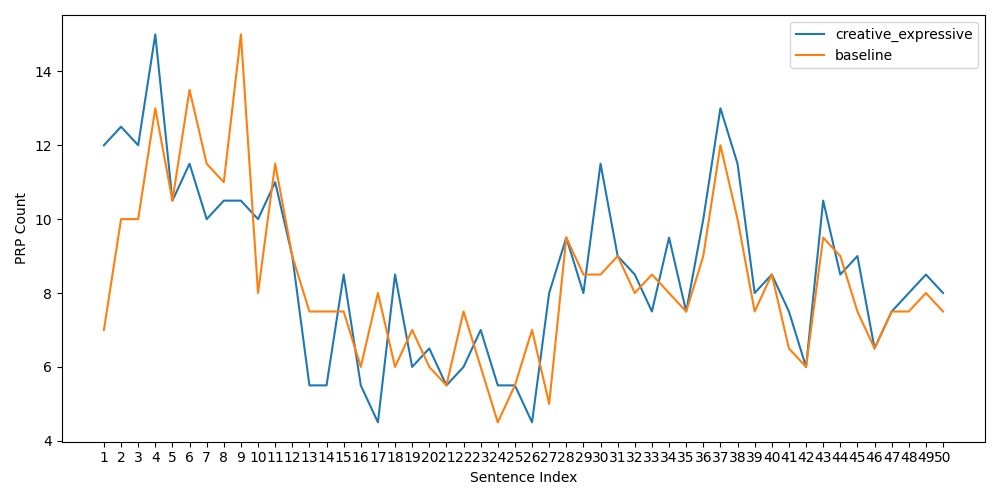 creative_expressive
baseline
PRP Count
14
12
10
8
6
4
1 2 3 4 5 6 7 8 9 10 11 12 13 14 15 16 17 18 19 20 21 22 23 24 25 26 27 28 29 30 31 32 33 34 35 36 37 38 39 40 41 42 43 44 45 46 47 48 49 50
Sentence Index